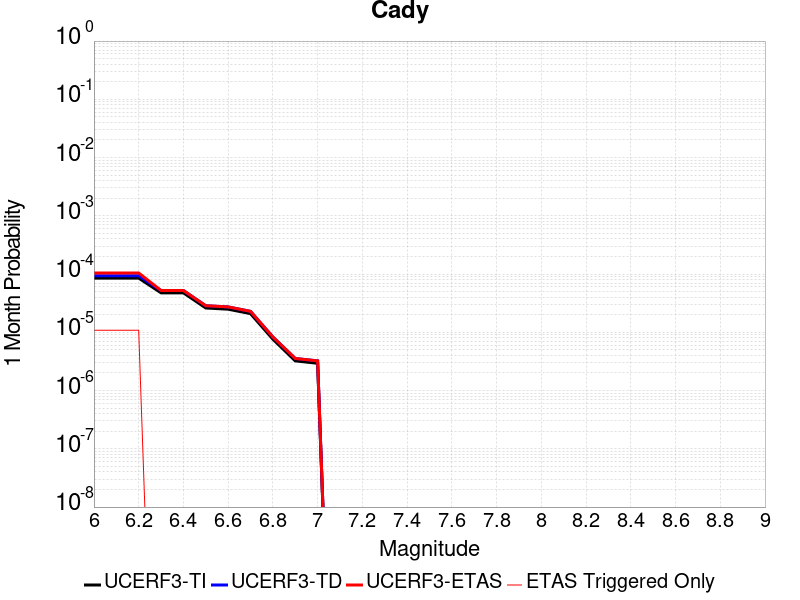 Cady
10^0
10^-1
10^-2
10^-3
10^-4
10^-5
10^-6
10^-7
10^-8
1 Month Probability
6 6.2 6.4 6.6 6.8 7 7.2 7.4 7.6 7.8 8 8.2 8.4 8.6 8.8 9
Magnitude
UCERF3-TI UCERF3-TD UCERF3-ETAS ETAS Triggered Only